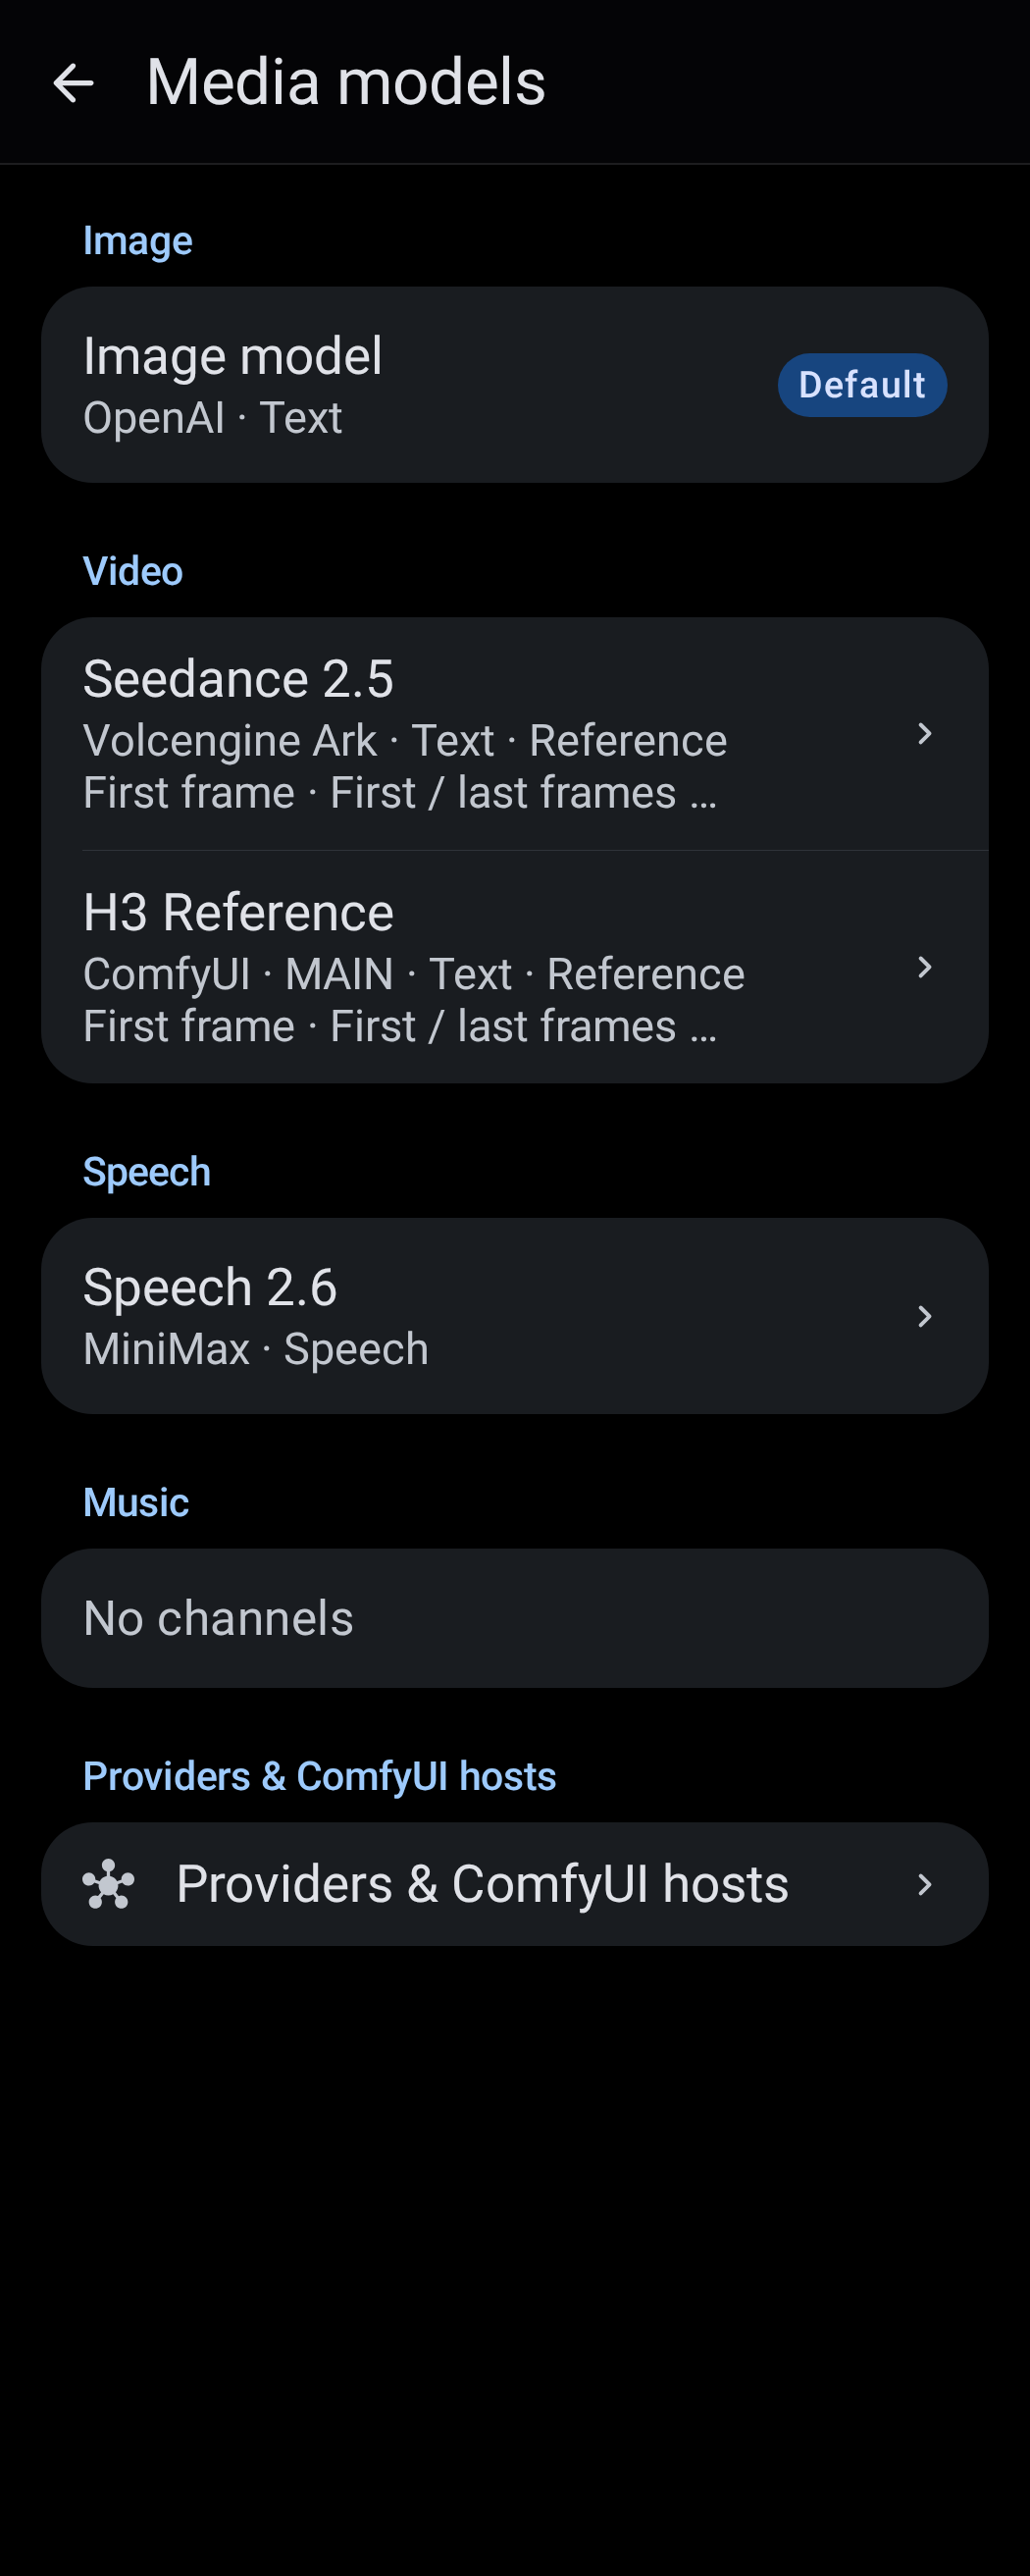 Media models
Image
Image model
OpenAI · Text
Default
Video
Seedance 2.5
Volcengine Ark · Text · Reference
First frame · First / last frames ...
H3 Reference
ComfyUI · MAIN · Text · Reference
First frame · First / last frames ...
Speech
Speech 2.6
MiniMax · Speech
Music
No channels
Providers & ComfyUI hosts
Providers & ComfyUI hosts